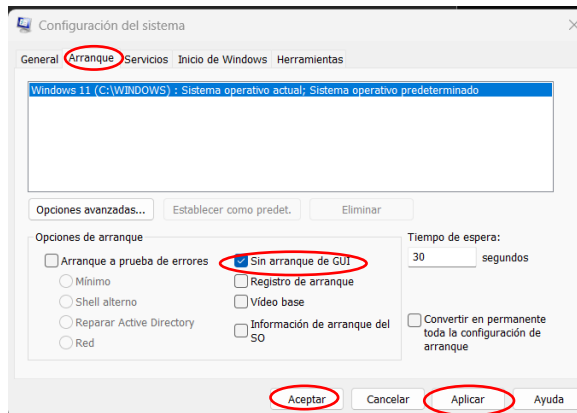 Configuración del sistema
General Arranque Servicios Inicio de Windows Herramientas
Windows 11 (C:\WINDOWS) : Sistema operativo actual; Sistema operativo predeterminado
Opciones avanzadas... Establecer como predet. Eliminar
Opciones de arranque
Arranque a prueba de errores
Mínimo
Shell alterno
Reparar Active Directory
Red
Sin arranque de GUI
Registro de arranque
Vídeo base
Información de arranque del
SO
Tiempo de espera:
30 segundos
Convertir en permanente
toda la configuración de
arranque
Aceptar Cancelar Aplicar Ayuda